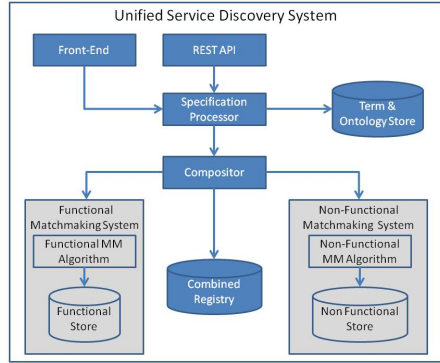 Unified Service Discovery System
Front-End
REST API
Specification
Processor
Term &
Ontology Store
Compositor
Functional
Matchmaking System
Functional MM
Algorithm
Functional
Store
Combined
Registry
Non-Functional
Matchmaking System
Non-Functional
MM Algorithm
Non Functional
Store